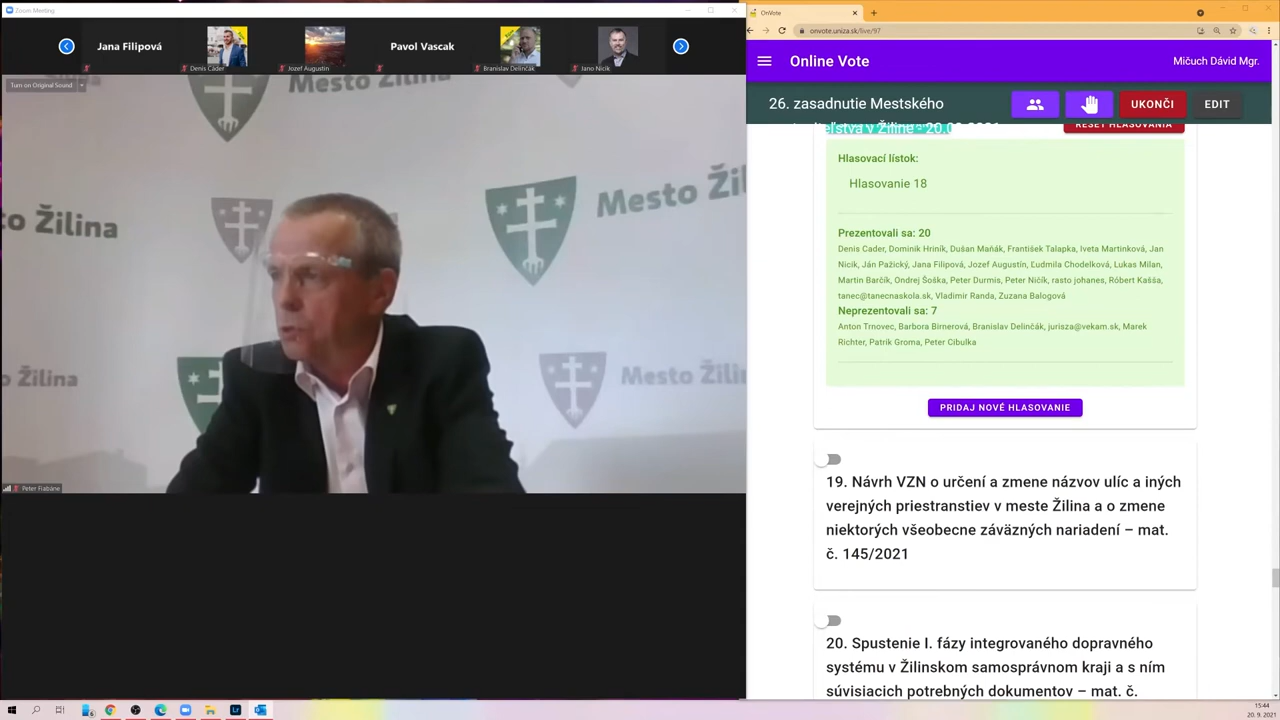 Zoom Meeting
Jana Filipová
Denis Cáder
Jozef Augustin
Pavol Vascak
Branislav Delinčák
Jano Nicik
Turn on Original Sound
Mesto Žilina
Mesto Žil
to Žilina
o Žilina
Mesto Žilin
Peter Fiabáne
OnVote
onvote.uniza.sk/live/97
Online Vote
Mičuch Dávid Mgr.
26. zasadnutie Mestského
UKONČI
EDIT
RESET HLASOVANIA
Hlasovací lístok:
Hlasovanie 18
Prezentovali sa: 20
Denis Cader, Dominik Hriník, Dušan Maňák, František Talapka, Iveta Martinková, Jan
Nicik, Ján Pažický, Jana Filipová, Jozef Augustín, Ľudmila Chodelková, Lukas Milan,
Martin Barčík, Ondrej Šoška, Peter Durmis, Peter Ničík, rasto johanes, Róbert Kašša,
tanec@tanecnaskola.sk, Vladimir Randa, Zuzana Balogová
Neprezentovali sa: 7
Anton Trnovec, Barbora Birnerová, Branislav Delinčák, jurisza@vekam.sk, Marek
Richter, Patrik Groma, Peter Cibulka
PRIDAJ NOVÉ HLASOVANIE
19. Návrh VZN o určení a zmene názvov ulíc a iných
verejných priestranstiev v meste Žilina a o zmene
niektorých všeobecne záväzných nariadení – mat.
č. 145/2021
20. Spustenie I. fázy integrovaného dopravného
systému v Žilinskom samosprávnom kraji a s ním
súvisiacich potrebných dokumentov – mat. č.
15:44
20. 9. 2021